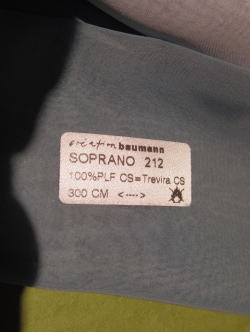 création baumann
SOPRANO 212
100%PLF CS=Trevira CS
300 CM <---->